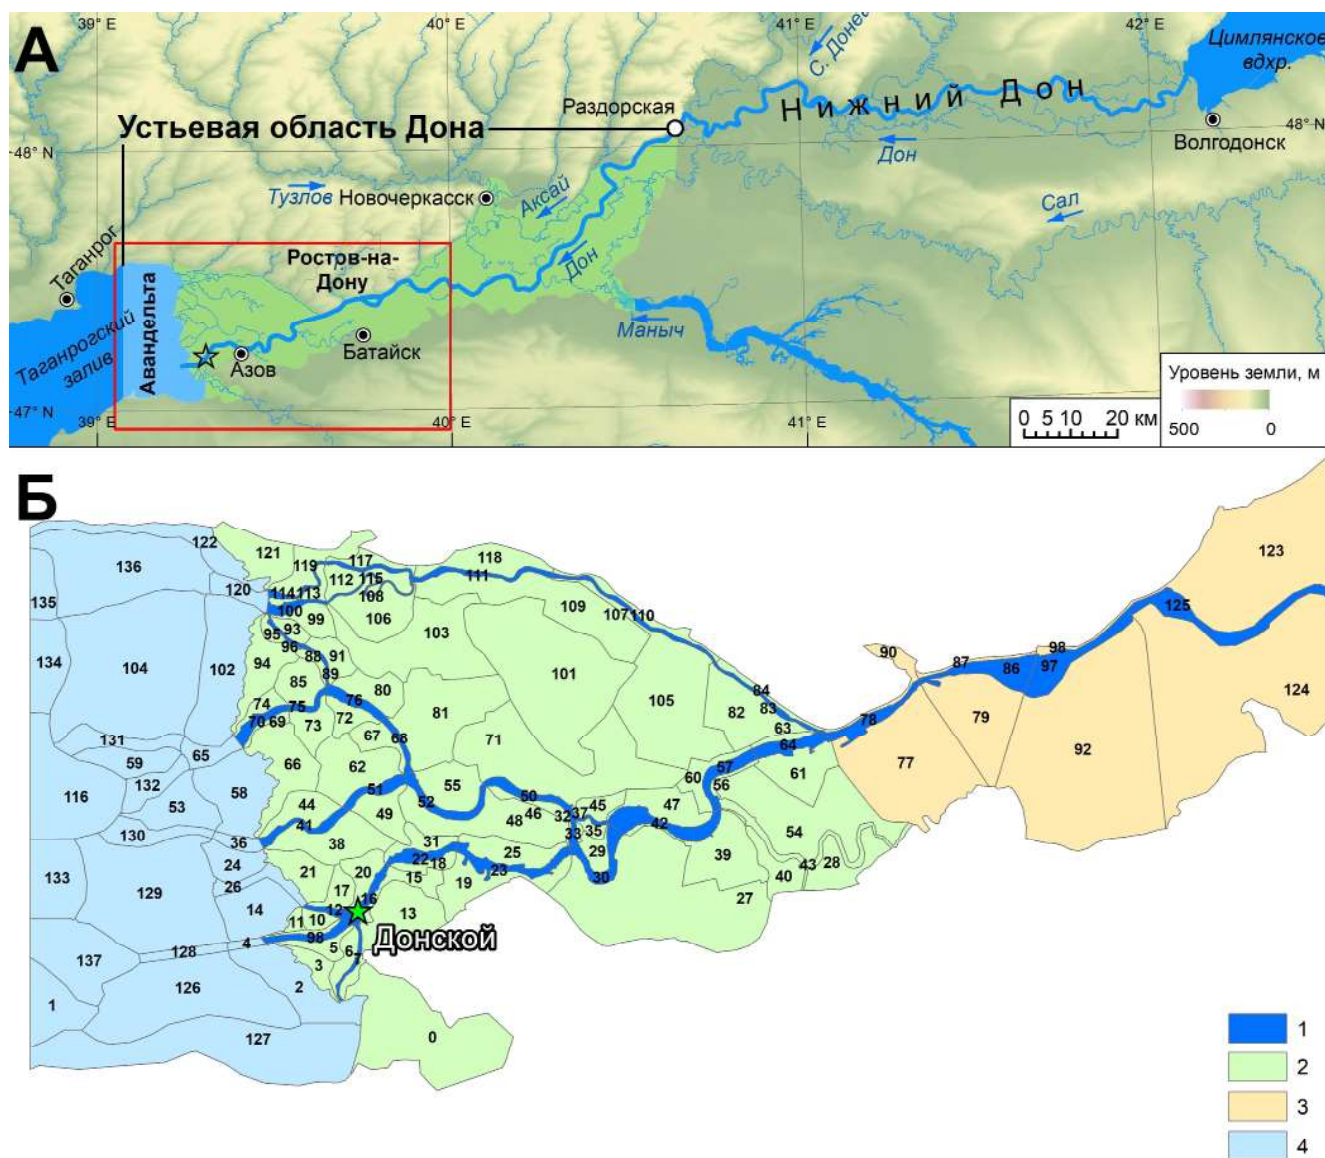 А
39° E
40° E
41° E
42° E
С. Донец
Цимлянское
вдхр.
Нижний Дон
Раздорская
Устьевая область Дона
48° N
48° N
Волгодонск
Дон
Тузлов
Новочеркасск
Аксай
Сал
Таганрог
Ростов-на-
Дону
Дон
Маныч
Таганрогский
залив
Авандельта
Батайск
Азов
Уровень земли, м
500 0
0 5 10 20 км
47° N
39° E
40° E
41° E
Б
122 121 119 117 118 123
136 120 114 113 112 115 108 111
135 100 99 106 109 107 110 125
95 93 96 103
134 104 102 94 88 91 89 101 90 87 86 98 97
85 80 105 124
74 75 76 84
70 69 73 72 81 82 83 78 79
131 67 68 71 63 64 92
59 65 66 77
132 62 57 61
116 53 58 51 55 60 56
44 52 50 45 47
41 49 48 46 32 37 42
130 36 38 31 33 35 54
24 22 18 25 29 39
133 26 21 20 15 23 30 40 43 28
129 14 17 16 19 27
12 13
11 10
98 Донской
4 5
128 6 7
137 3
126 2
1
127 0
1
2
3
4